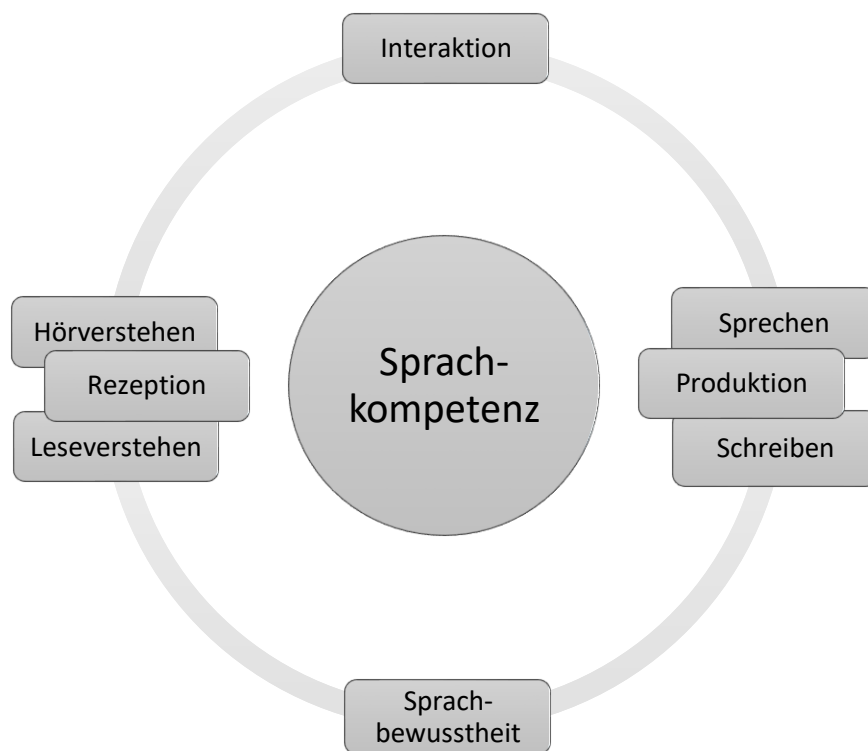 Interaktion
Hörverstehen
Rezeption
Leseverstehen
Sprach-
kompetenz
Sprechen
Produktion
Schreiben
Sprach-
bewusstheit